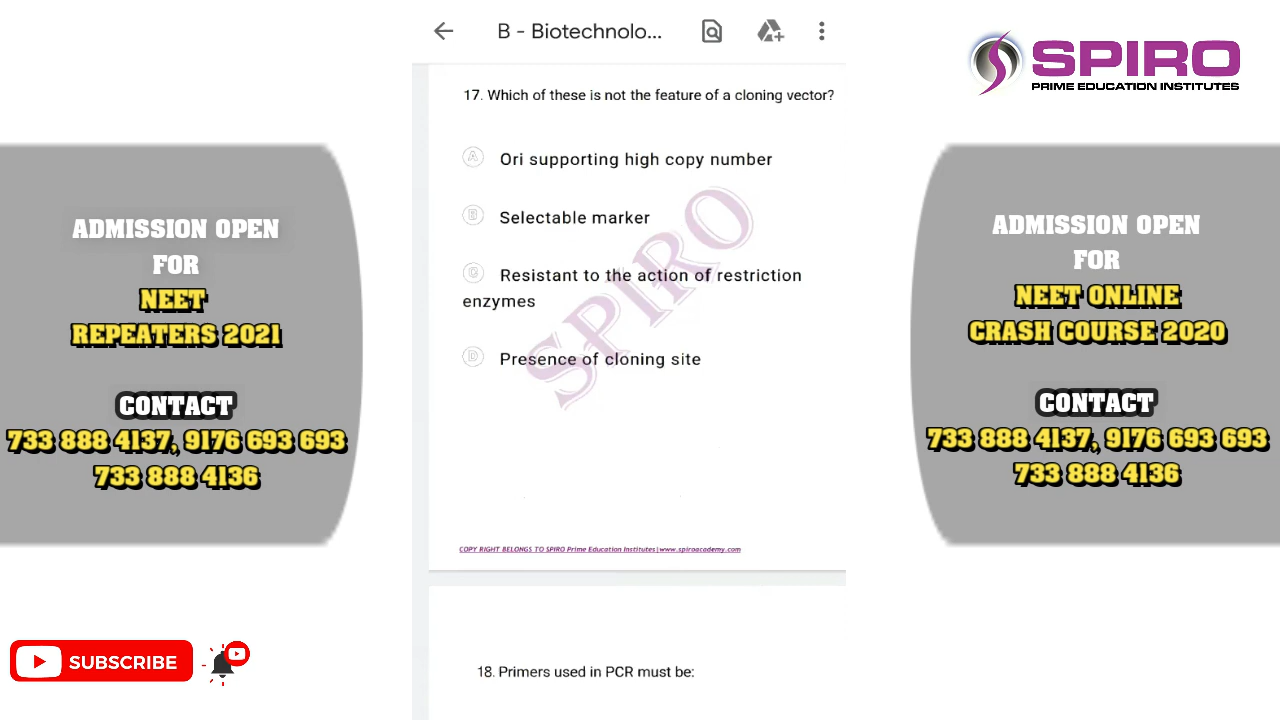 B - Biotechnolo...
SPIRO
PRIME EDUCATION INSTITUTES
17. Which of these is not the feature of a cloning vector?
A Ori supporting high copy number
B Selectable marker
C Resistant to the action of restriction
enzymes
D Presence of cloning site
SPIRO
COPY RIGHT BELONGS TO SPIRO Prime Education Institutes|www.spiroacademy.com
18. Primers used in PCR must be:
ADMISSION OPEN
FOR
NEET
REPEATERS 2021
CONTACT
733 888 4137, 9176 693 693
733 888 4136
ADMISSION OPEN
FOR
NEET ONLINE
CRASH COURSE 2020
CONTACT
733 888 4137, 9176 693 693
733 888 4136
SUBSCRIBE